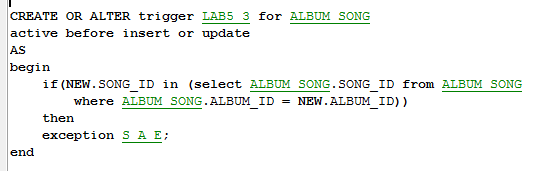 CREATE OR ALTER trigger LAB5_3 for ALBUM_SONG
active before insert or update
AS
begin
if(NEW.SONG_ID in (select ALBUM_SONG.SONG_ID from ALBUM_SONG
where ALBUM_SONG.ALBUM_ID = NEW.ALBUM_ID))
then
exception S_A_E;
end